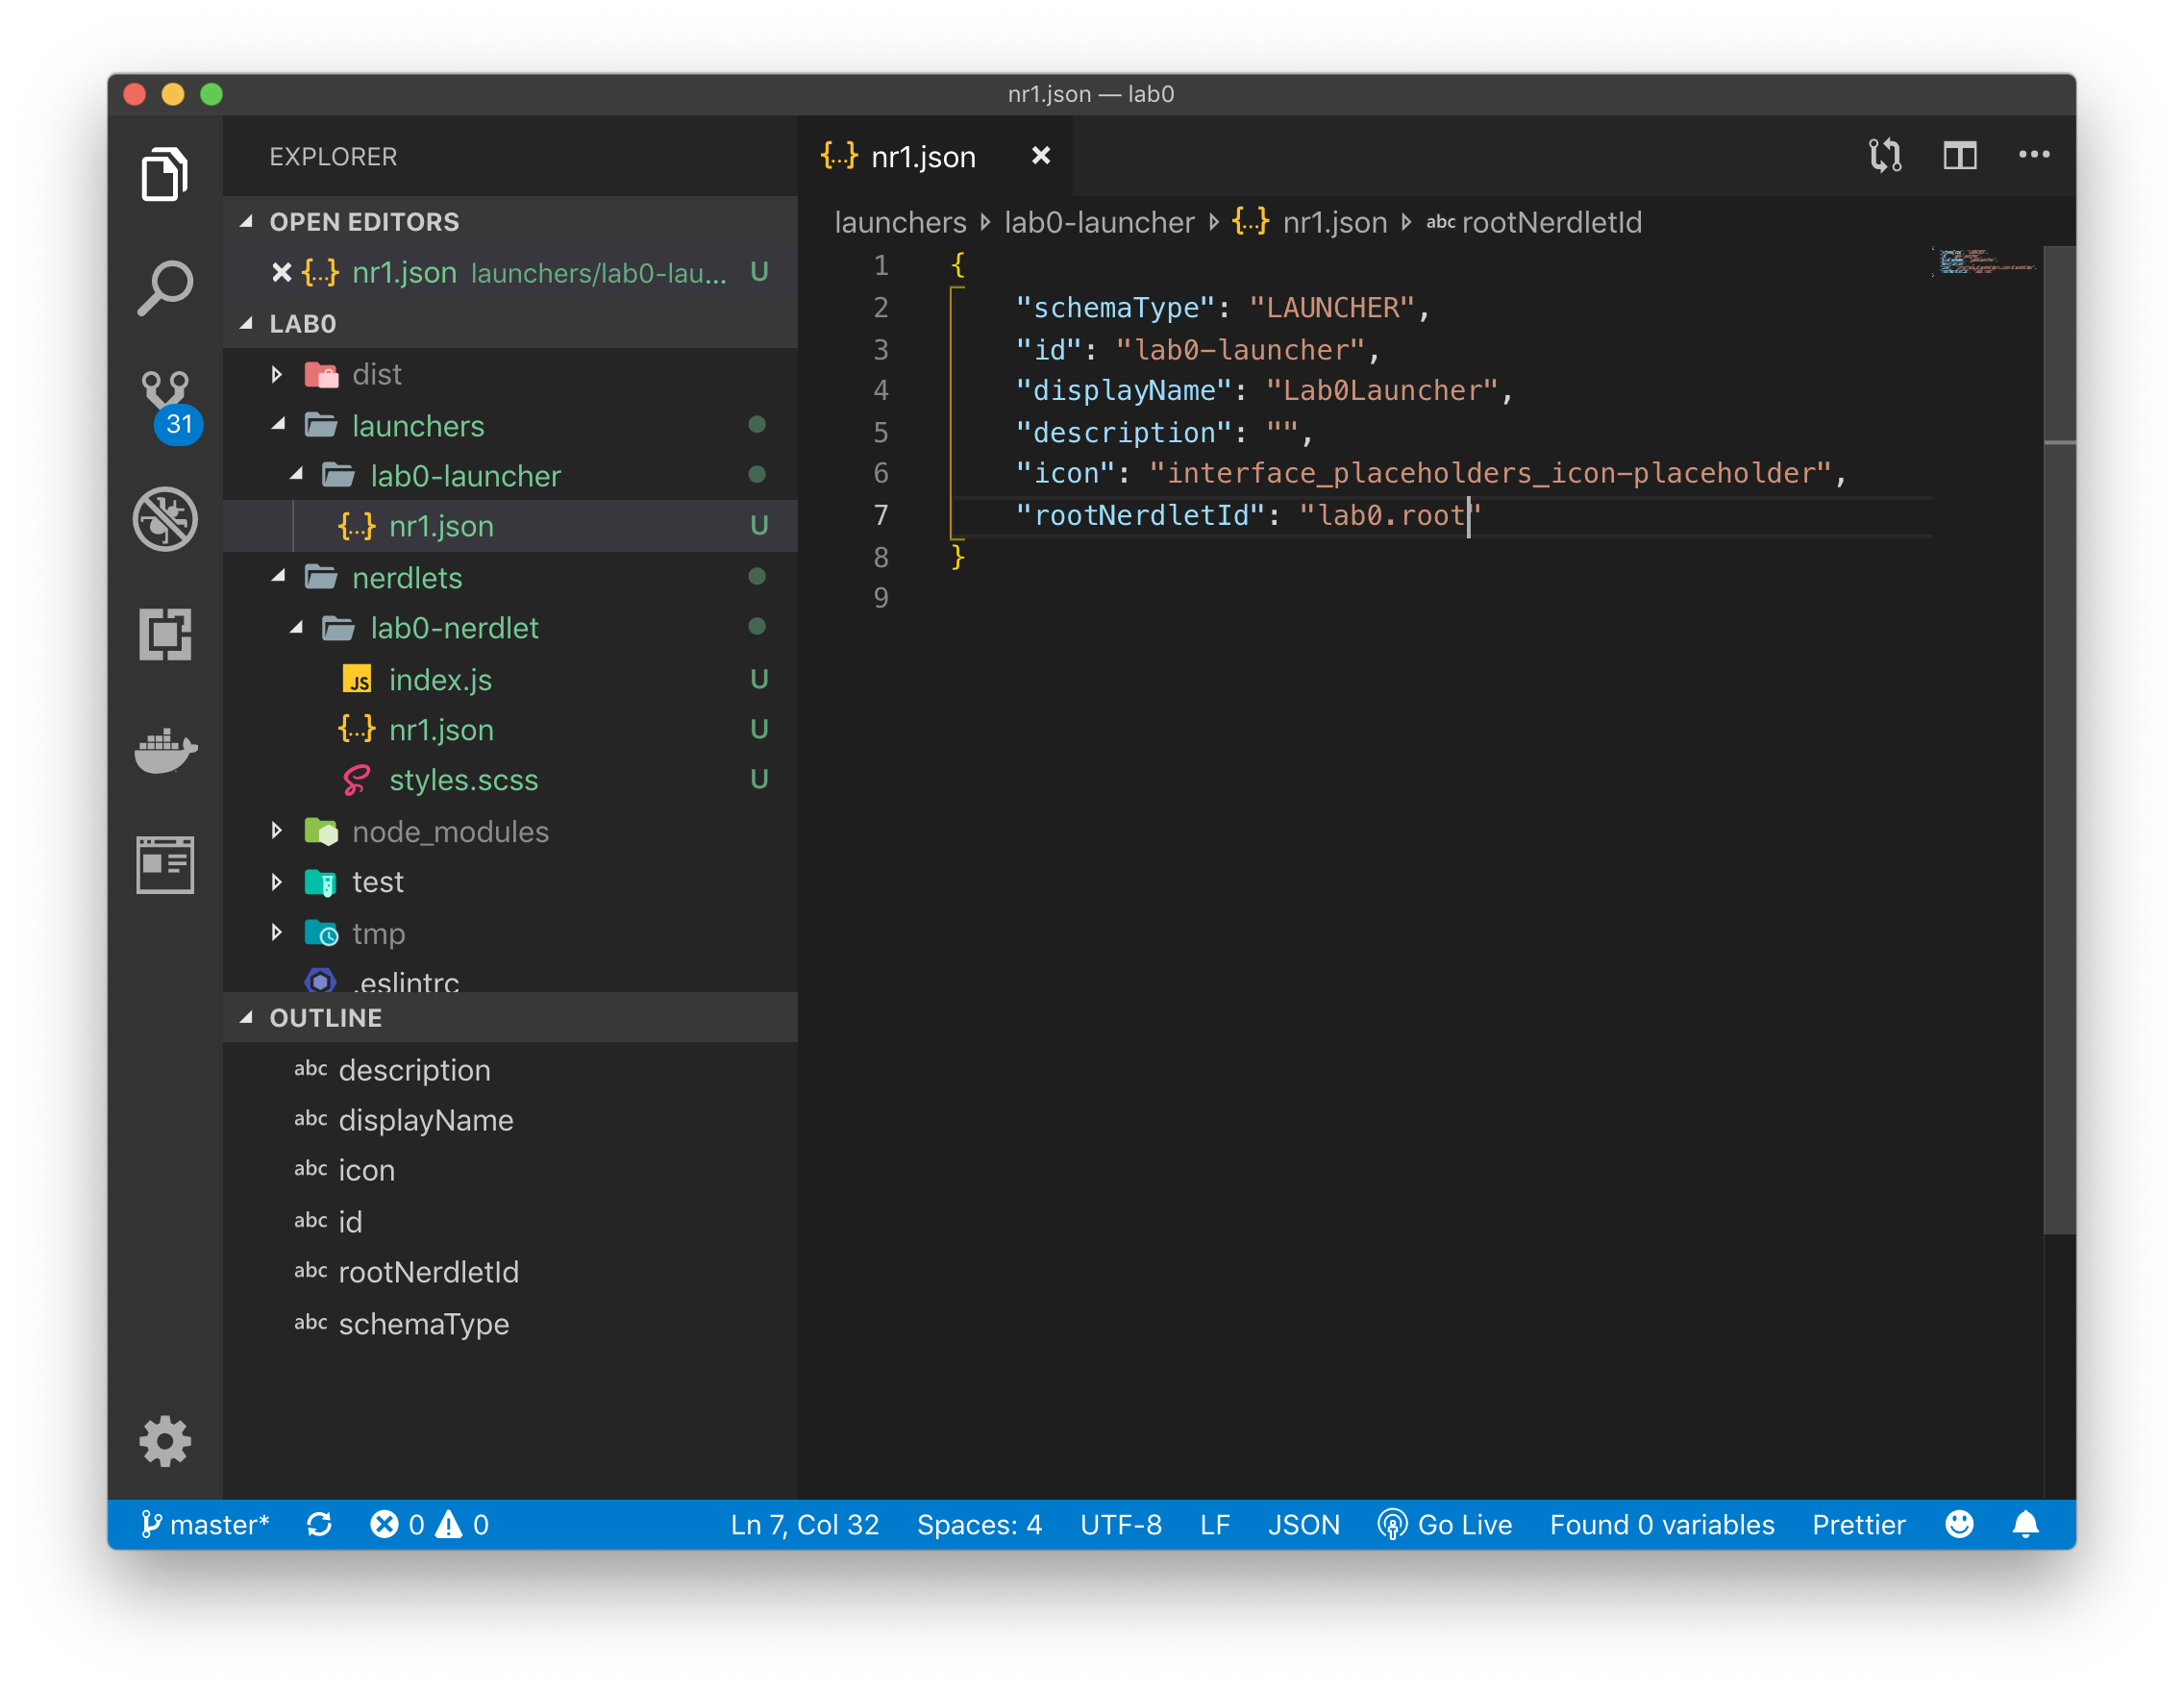 nr1.json — lab0
EXPLORER
OPEN EDITORS
nr1.json launchers/lab0-lau... U
LAB0
dist
launchers
lab0-launcher
nr1.json U
nerdlets
lab0-nerdlet
JS index.js U
nr1.json U
styles.scss U
node_modules
test
tmp
.eslintrc
OUTLINE
abc description
abc displayName
abc icon
abc id
abc rootNerdletId
abc schemaType
31
{..} nr1.json
launchers lab0-launcher {..} nr1.json abc rootNerdletId
1 {
2 "schemaType": "LAUNCHER",
3 "id": "lab0-launcher",
4 "displayName": "Lab0Launcher",
5 "description": "",
6 "icon": "interface_placeholders_icon-placeholder",
7 "rootNerdletId": "lab0.root"
8 }
9
master* 0 0 Ln 7, Col 32 Spaces: 4 UTF-8 LF JSON Go Live Found 0 variables Prettier